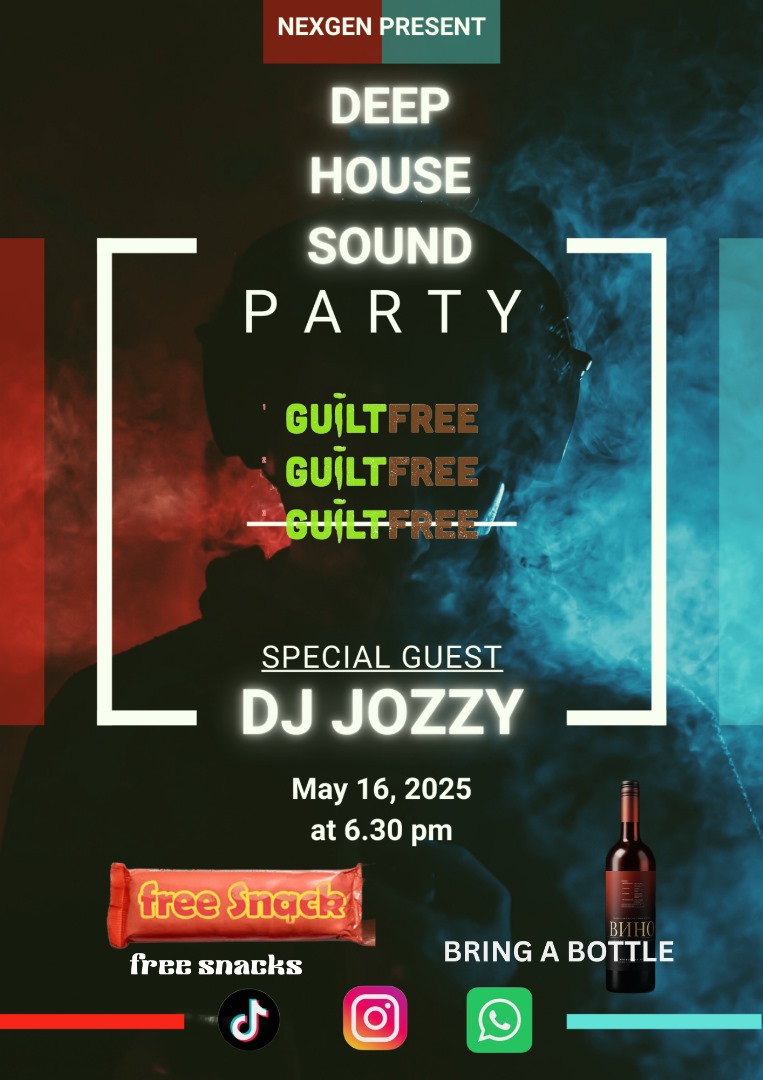 NEXGEN PRESENT
DEEP
HOUSE
SOUND
PARTY
GUILTFREE
GUILTFREE
GUILTFREE
SPECIAL GUEST
DJ JOZZY
May 16, 2025
at 6.30 pm
free Snack
free snacks
ВИНО
BRING A BOTTLE